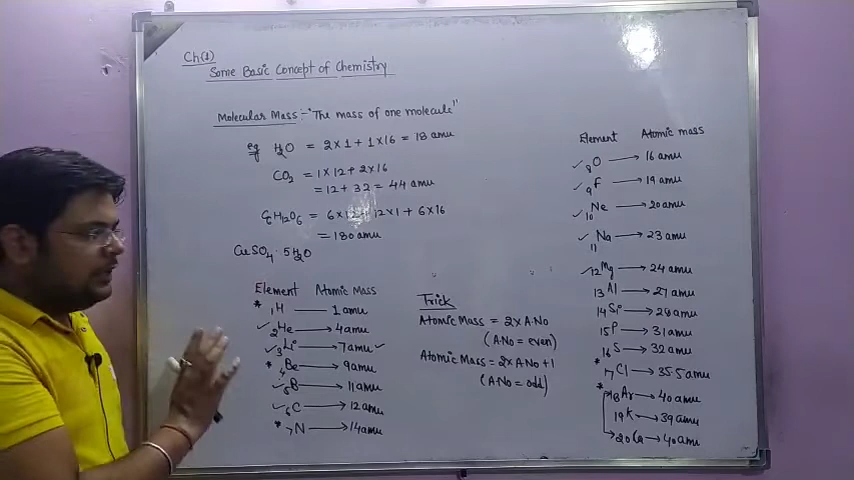 Ch(1)
Some Basic Concept of Chemistry
Molecular Mass :- "The mass of one molecule"
eg H₂O = 2×1 + 1×16 = 18 amu
CO₂ = 1×12 + 2×16
= 12 + 32 = 44 amu
C₆H₁₂O₆ = 6×12 + 12×1 + 6×16
= 180 amu
CuSO₄·5H₂O
Element Atomic Mass
* ₁H — 1 amu
✓ ₂He → 4 amu
✓ ₃Li → 7 amu ✓
* ₄Be → 9 amu
✓ ₅B → 11 amu
✓ ₆C → 12 amu
* ₇N → 14 amu
Trick
Atomic Mass = 2×A.No
(A.No = even)
Atomic Mass = 2×A.No + 1
(A.No = odd)
Element Atomic mass
✓ ₈O → 16 amu
✓ ₉F → 19 amu
✓ ₁₀Ne → 20 amu
✓ ₁₁Na → 23 amu
✓ ₁₂Mg → 24 amu
₁₃Al → 27 amu
₁₄Si → 28 amu
₁₅P → 31 amu
₁₆S → 32 amu
* ₁₇Cl → 35.5 amu
* ₁₈Ar → 40 amu
₁₉K → 39 amu
₂₀Ca → 40 amu